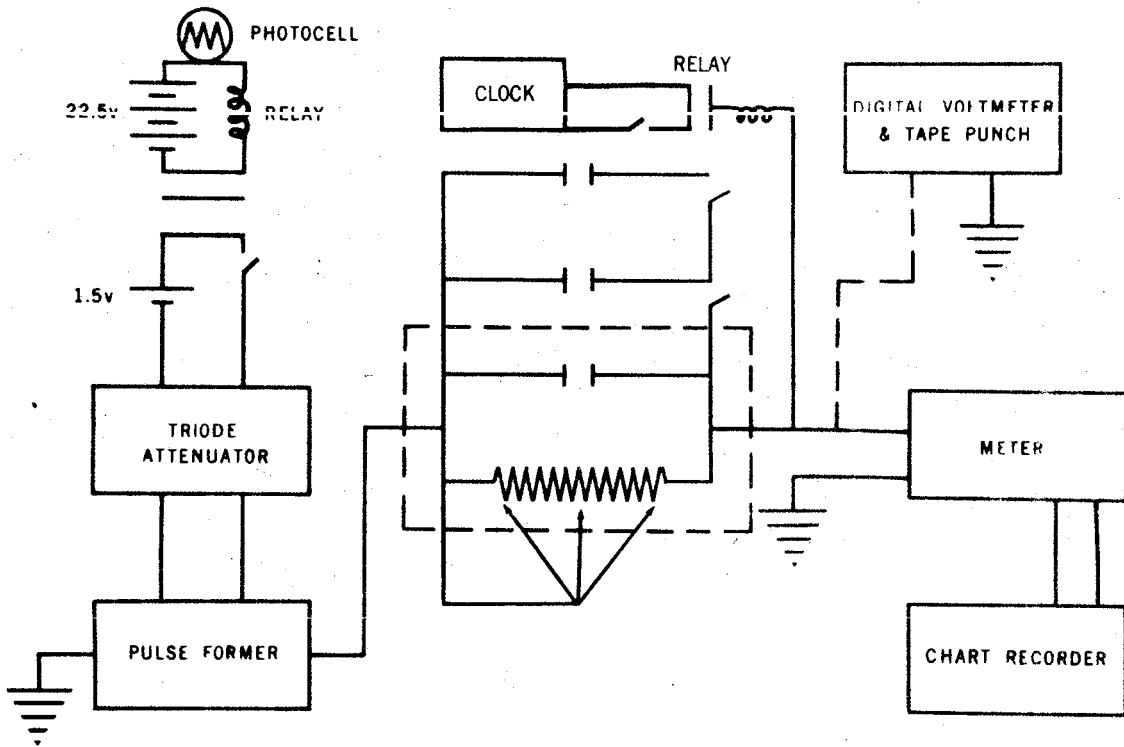 PHOTOCELL
22.5v
RELAY
CLOCK
RELAY
DIGITAL VOLTMETER
& TAPE PUNCH
1.5v
TRIODE
ATTENUATOR
METER
PULSE FORMER
CHART RECORDER